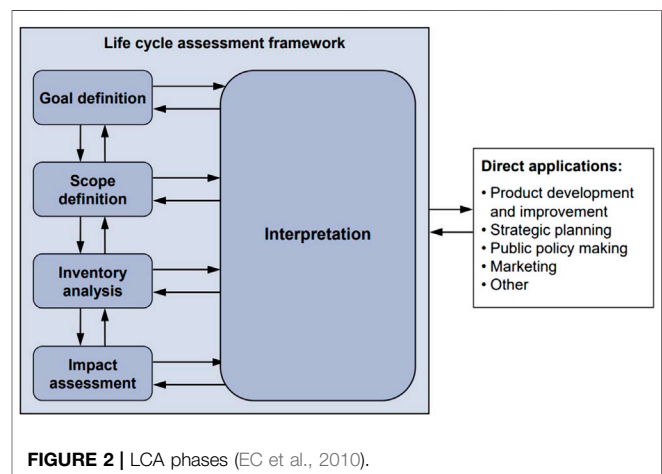 Life cycle assessment framework
Goal definition
Scope
definition
Inventory
analysis
Impact
assessment
Interpretation
Direct applications:
• Product development
and improvement
• Strategic planning
• Public policy making
• Marketing
• Other
FIGURE 2 | LCA phases (EC et al., 2010).